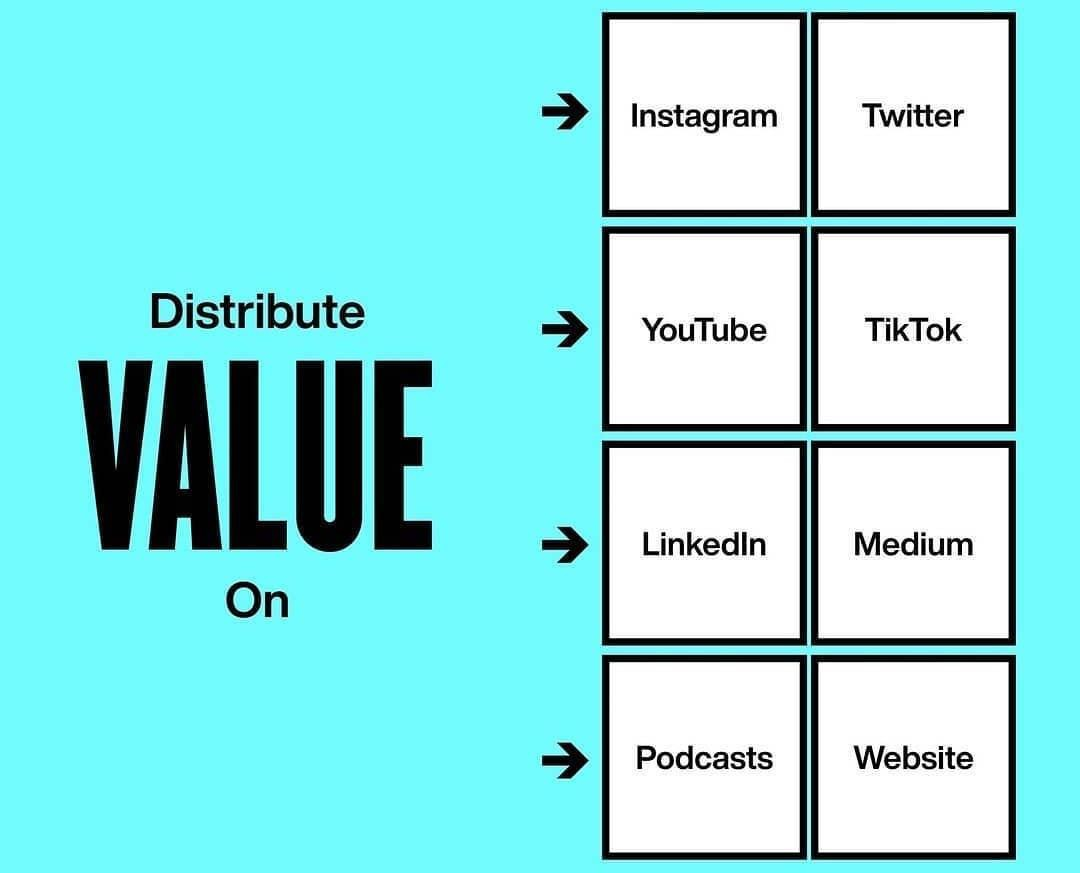 Distribute
VALUE
On
Instagram
Twitter
YouTube
TikTok
LinkedIn
Medium
Podcasts
Website